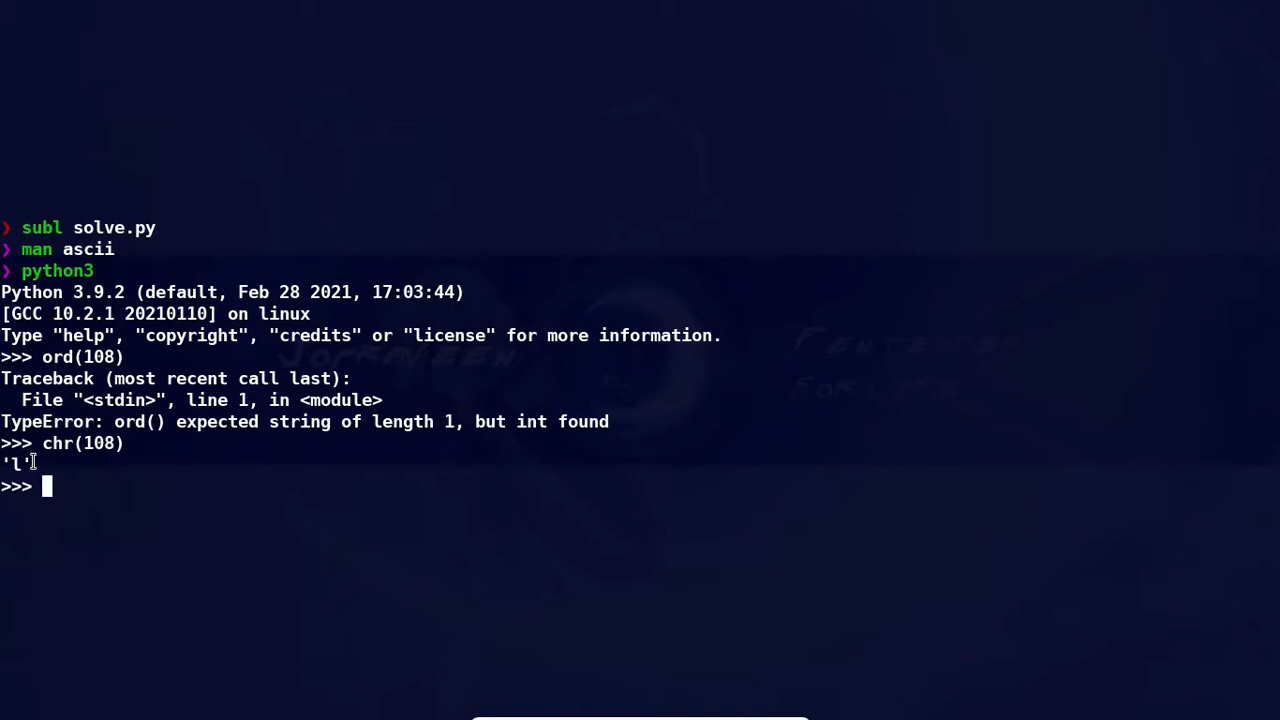 ❯ subl solve.py
❯ man ascii
❯ python3
Python 3.9.2 (default, Feb 28 2021, 17:03:44)
[GCC 10.2.1 20210110] on linux
Type "help", "copyright", "credits" or "license" for more information.
>>> ord(108)
Traceback (most recent call last):
  File "<stdin>", line 1, in <module>
TypeError: ord() expected string of length 1, but int found
>>> chr(108)
'l'
>>>